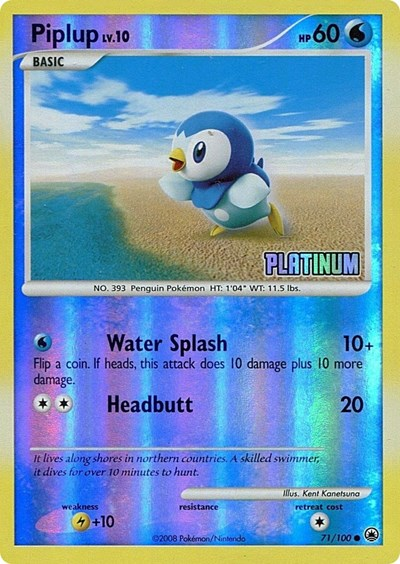 Piplup LV.10 HP 60
BASIC
PLATINUM
NO. 393 Penguin Pokémon HT: 1'04" WT: 11.5 lbs.
Water Splash 10+
Flip a coin. If heads, this attack does 10 damage plus 10 more
damage.
Headbutt 20
It lives along shores in northern countries. A skilled swimmer,
it dives for over 10 minutes to hunt.
Illus. Kent Kanetsuna
weakness resistance retreat cost
+10
©2008 Pokémon/Nintendo 71/100